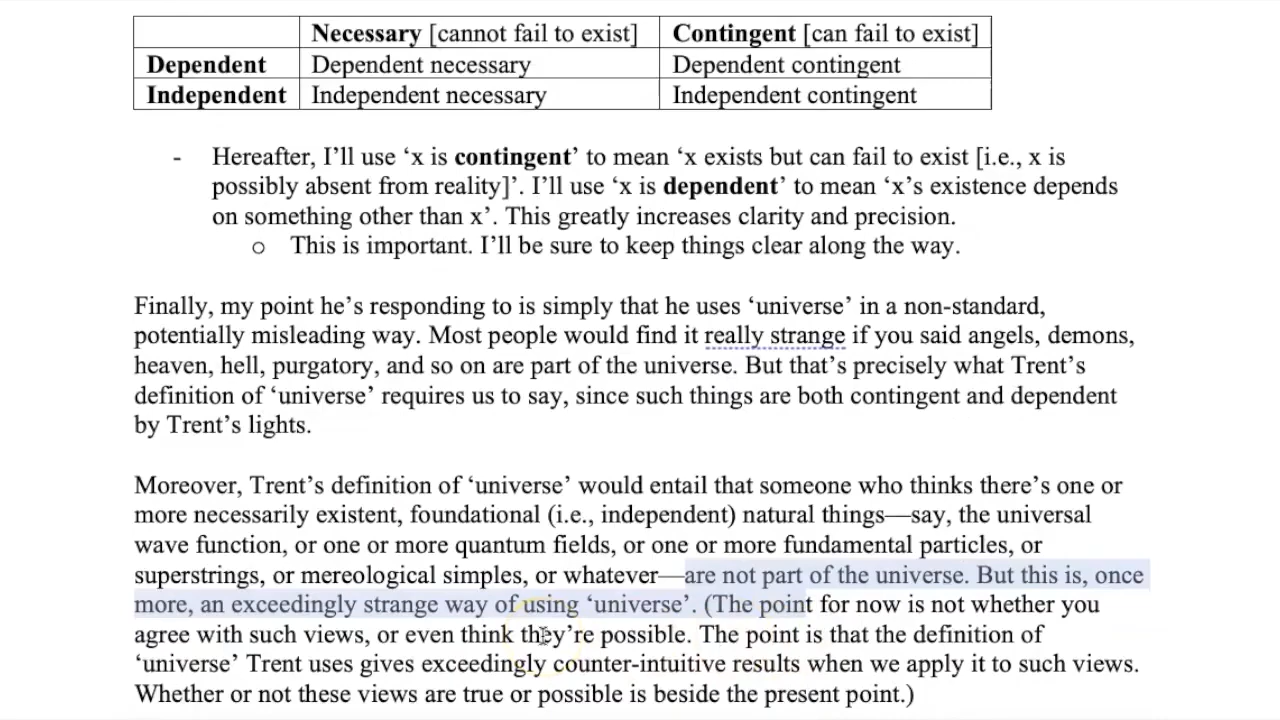 Necessary [cannot fail to exist] Contingent [can fail to exist]
Dependent Dependent necessary Dependent contingent
Independent Independent necessary Independent contingent
- Hereafter, I’ll use ‘x is contingent’ to mean ‘x exists but can fail to exist [i.e., x is
possibly absent from reality]’. I’ll use ‘x is dependent’ to mean ‘x’s existence depends
on something other than x’. This greatly increases clarity and precision.
o This is important. I’ll be sure to keep things clear along the way.
Finally, my point he’s responding to is simply that he uses ‘universe’ in a non-standard,
potentially misleading way. Most people would find it really strange if you said angels, demons,
heaven, hell, purgatory, and so on are part of the universe. But that’s precisely what Trent’s
definition of ‘universe’ requires us to say, since such things are both contingent and dependent
by Trent’s lights.
Moreover, Trent’s definition of ‘universe’ would entail that someone who thinks there’s one or
more necessarily existent, foundational (i.e., independent) natural things—say, the universal
wave function, or one or more quantum fields, or one or more fundamental particles, or
superstrings, or mereological simples, or whatever—are not part of the universe. But this is, once
more, an exceedingly strange way of using ‘universe’. (The point for now is not whether you
agree with such views, or even think they’re possible. The point is that the definition of
‘universe’ Trent uses gives exceedingly counter-intuitive results when we apply it to such views.
Whether or not these views are true or possible is beside the present point.)